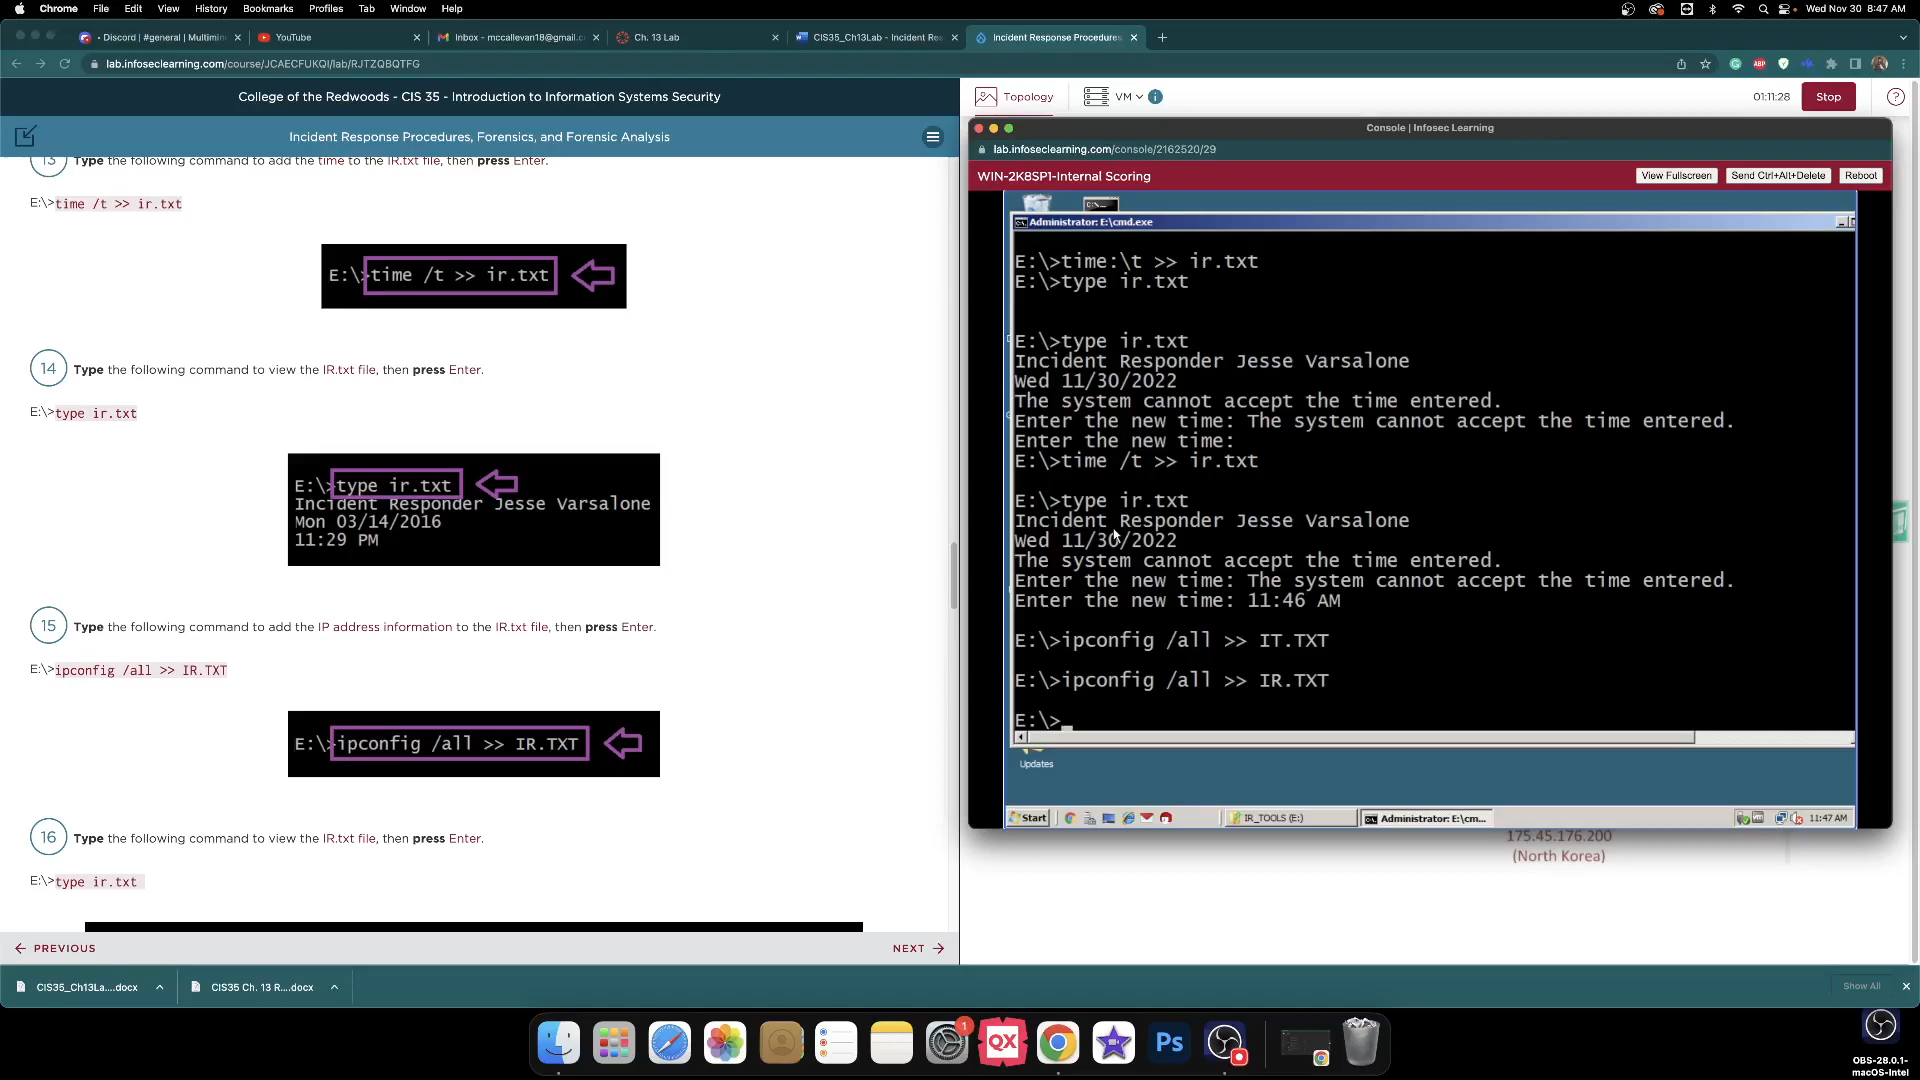 Chrome File Edit View History Bookmarks Profiles Tab Window Help
Wed Nov 30 8:47 AM
• Discord | #general | Multimin
YouTube
Inbox - mccallevan18@gmail.c
Ch. 13 Lab
CIS35_Ch13Lab - Incident Re
Incident Response Procedures,
lab.infoseclearning.com/course/JCAECFUKQI/lab/RJTZQBQTFG
ABP
College of the Redwoods - CIS 35 - Introduction to Information Systems Security
Incident Response Procedures, Forensics, and Forensic Analysis
13 Type the following command to add the time to the IR.txt file, then press Enter.
E:\>time /t >> ir.txt
E:\>time /t >> ir.txt
14 Type the following command to view the IR.txt file, then press Enter.
E:\>type ir.txt
E:\>type ir.txt
Incident Responder Jesse Varsalone
Mon 03/14/2016
11:29 PM
15 Type the following command to add the IP address information to the IR.txt file, then press Enter.
E:\>ipconfig /all >> IR.TXT
E:\>ipconfig /all >> IR.TXT
16 Type the following command to view the IR.txt file, then press Enter.
E:\>type ir.txt
PREVIOUS
NEXT
Topology
VM
01:11:28
Stop
Console | Infosec Learning
lab.infoseclearning.com/console/2162520/29
WIN-2K8SP1-Internal Scoring
View Fullscreen
Send Ctrl+Alt+Delete
Reboot
Administrator: E:\cmd.exe
E:\>time:\t >> ir.txt
E:\>type ir.txt
E:\>type ir.txt
Incident Responder Jesse Varsalone
Wed 11/30/2022
The system cannot accept the time entered.
Enter the new time: The system cannot accept the time entered.
Enter the new time:
E:\>time /t >> ir.txt
E:\>type ir.txt
Incident Responder Jesse Varsalone
Wed 11/30/2022
The system cannot accept the time entered.
Enter the new time: The system cannot accept the time entered.
Enter the new time: 11:46 AM
E:\>ipconfig /all >> IT.TXT
E:\>ipconfig /all >> IR.TXT
E:\>_
Updates
Start
IR_TOOLS (E:)
Administrator: E:\cm...
11:47 AM
175.45.176.200
(North Korea)
CIS35_Ch13La....docx
CIS35 Ch. 13 R....docx
Show All
1
QX
Ps
OBS-28.0.1-
macOS-Intel